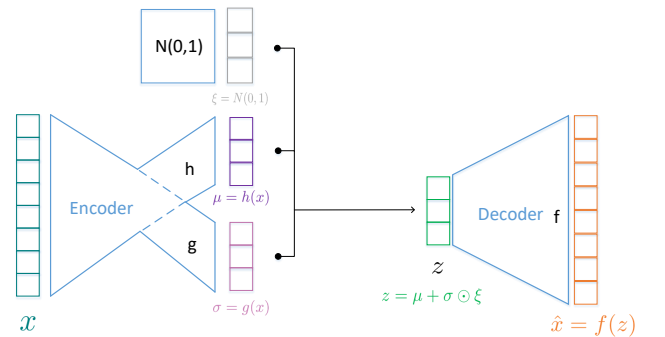 N(0,1)
ξ = N(0, 1)
h
μ = h(x)
Encoder
g
σ = g(x)
x
Decoder f
z
z = μ + σ ⊙ ξ
x̂ = f(z)